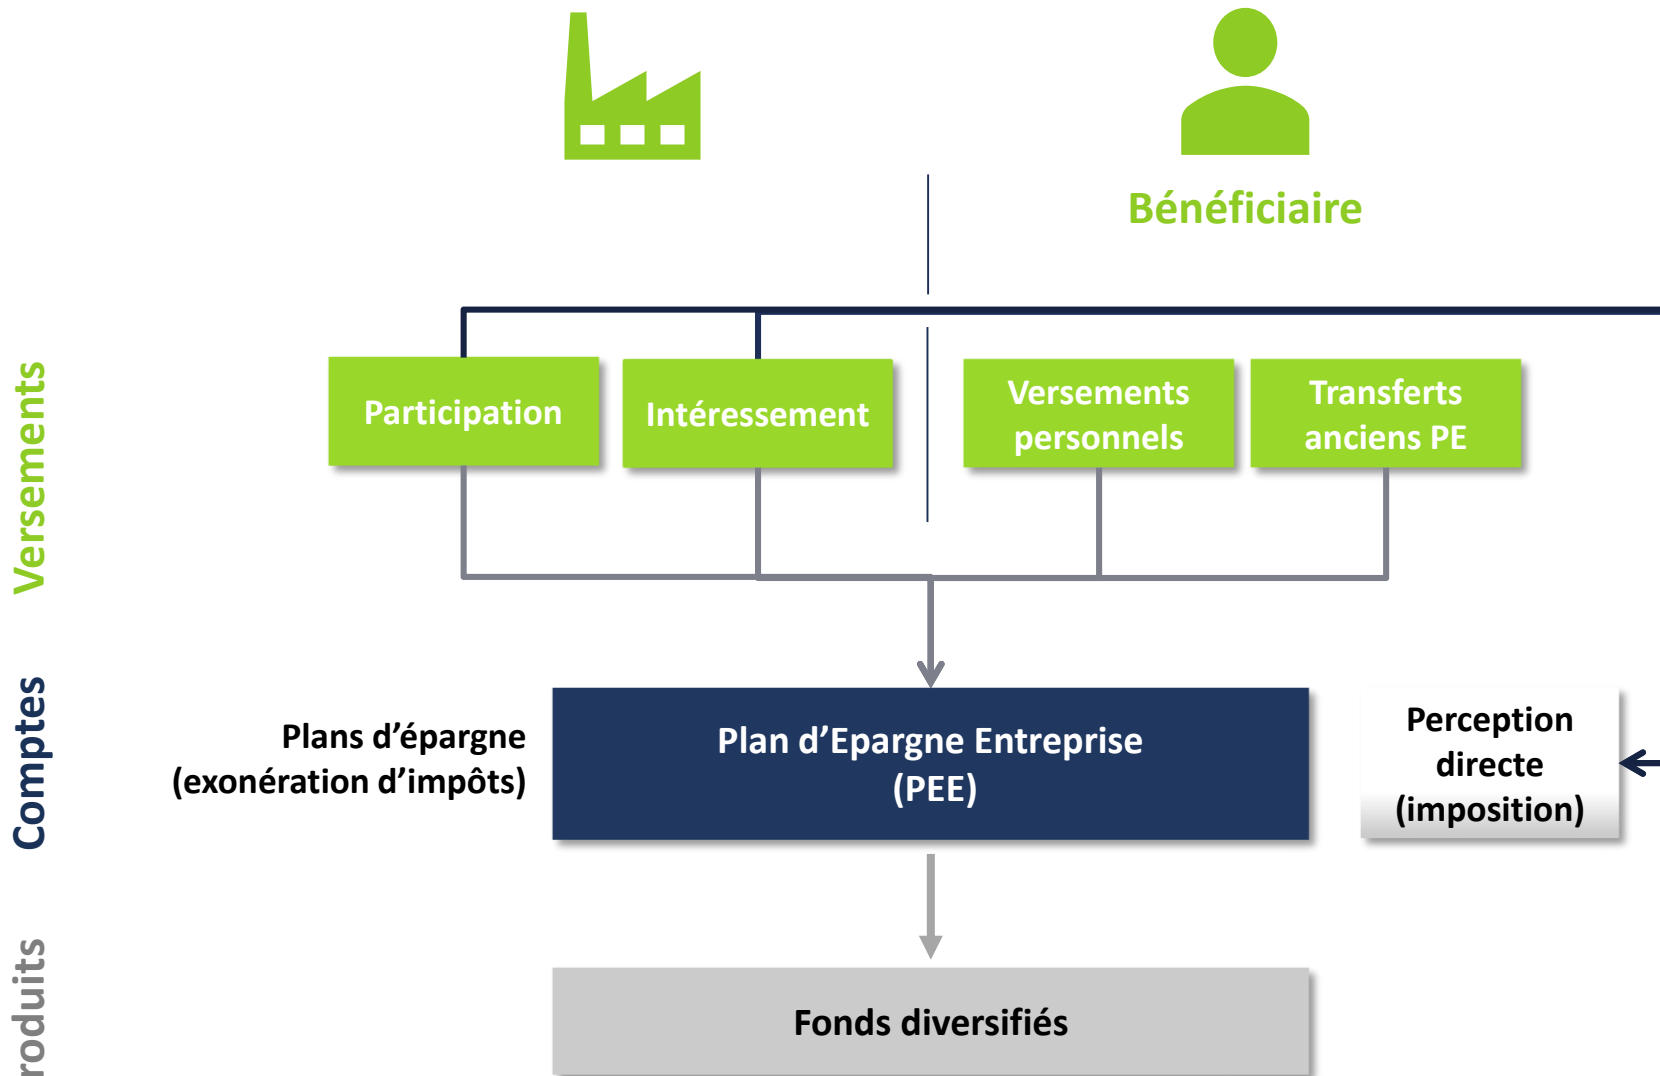 Bénéficiaire
Versements
Participation
Intéressement
Versements
personnels
Transferts
anciens PE
Comptes
Plans d’épargne
(exonération d’impôts)
Plan d’Epargne Entreprise
(PEE)
Perception
directe
(imposition)
roduits
Fonds diversifiés